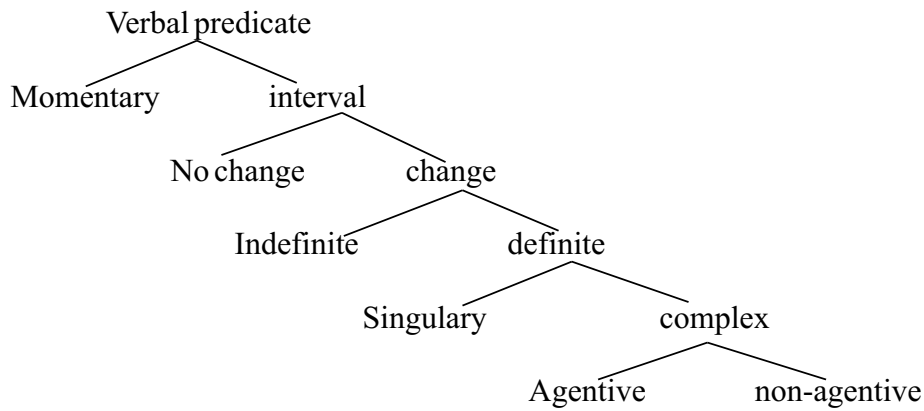 Verbal predicate
Momentary interval
No change change
Indefinite definite
Singulary complex
Agentive non-agentive